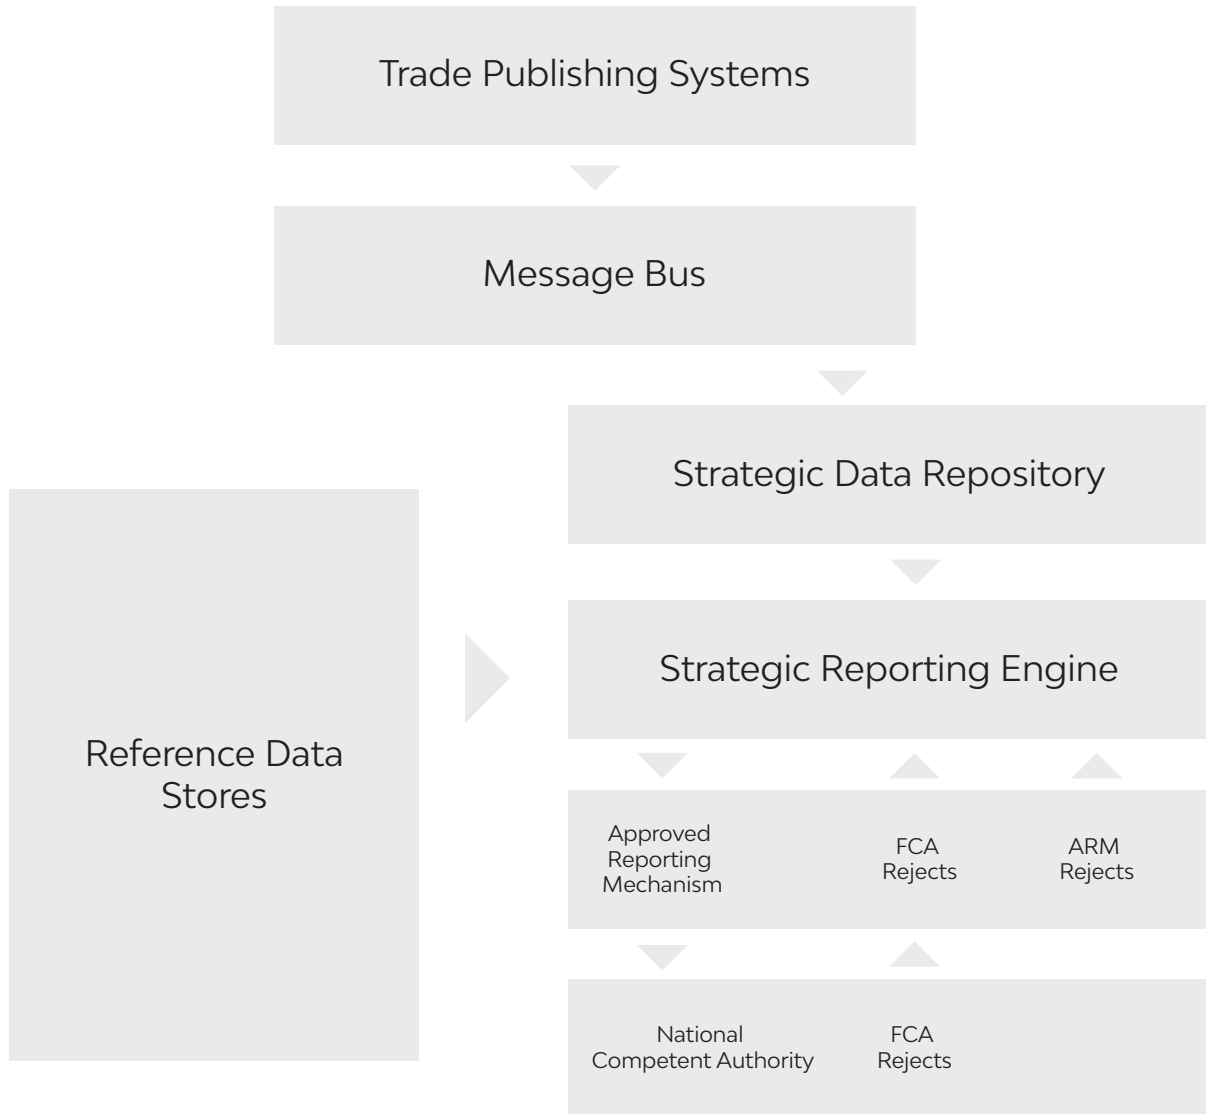 Trade Publishing Systems
Message Bus
Strategic Data Repository
Strategic Reporting Engine
Reference Data
Stores
Approved
Reporting
Mechanism
FCA
Rejects
ARM
Rejects
National
Competent Authority
FCA
Rejects